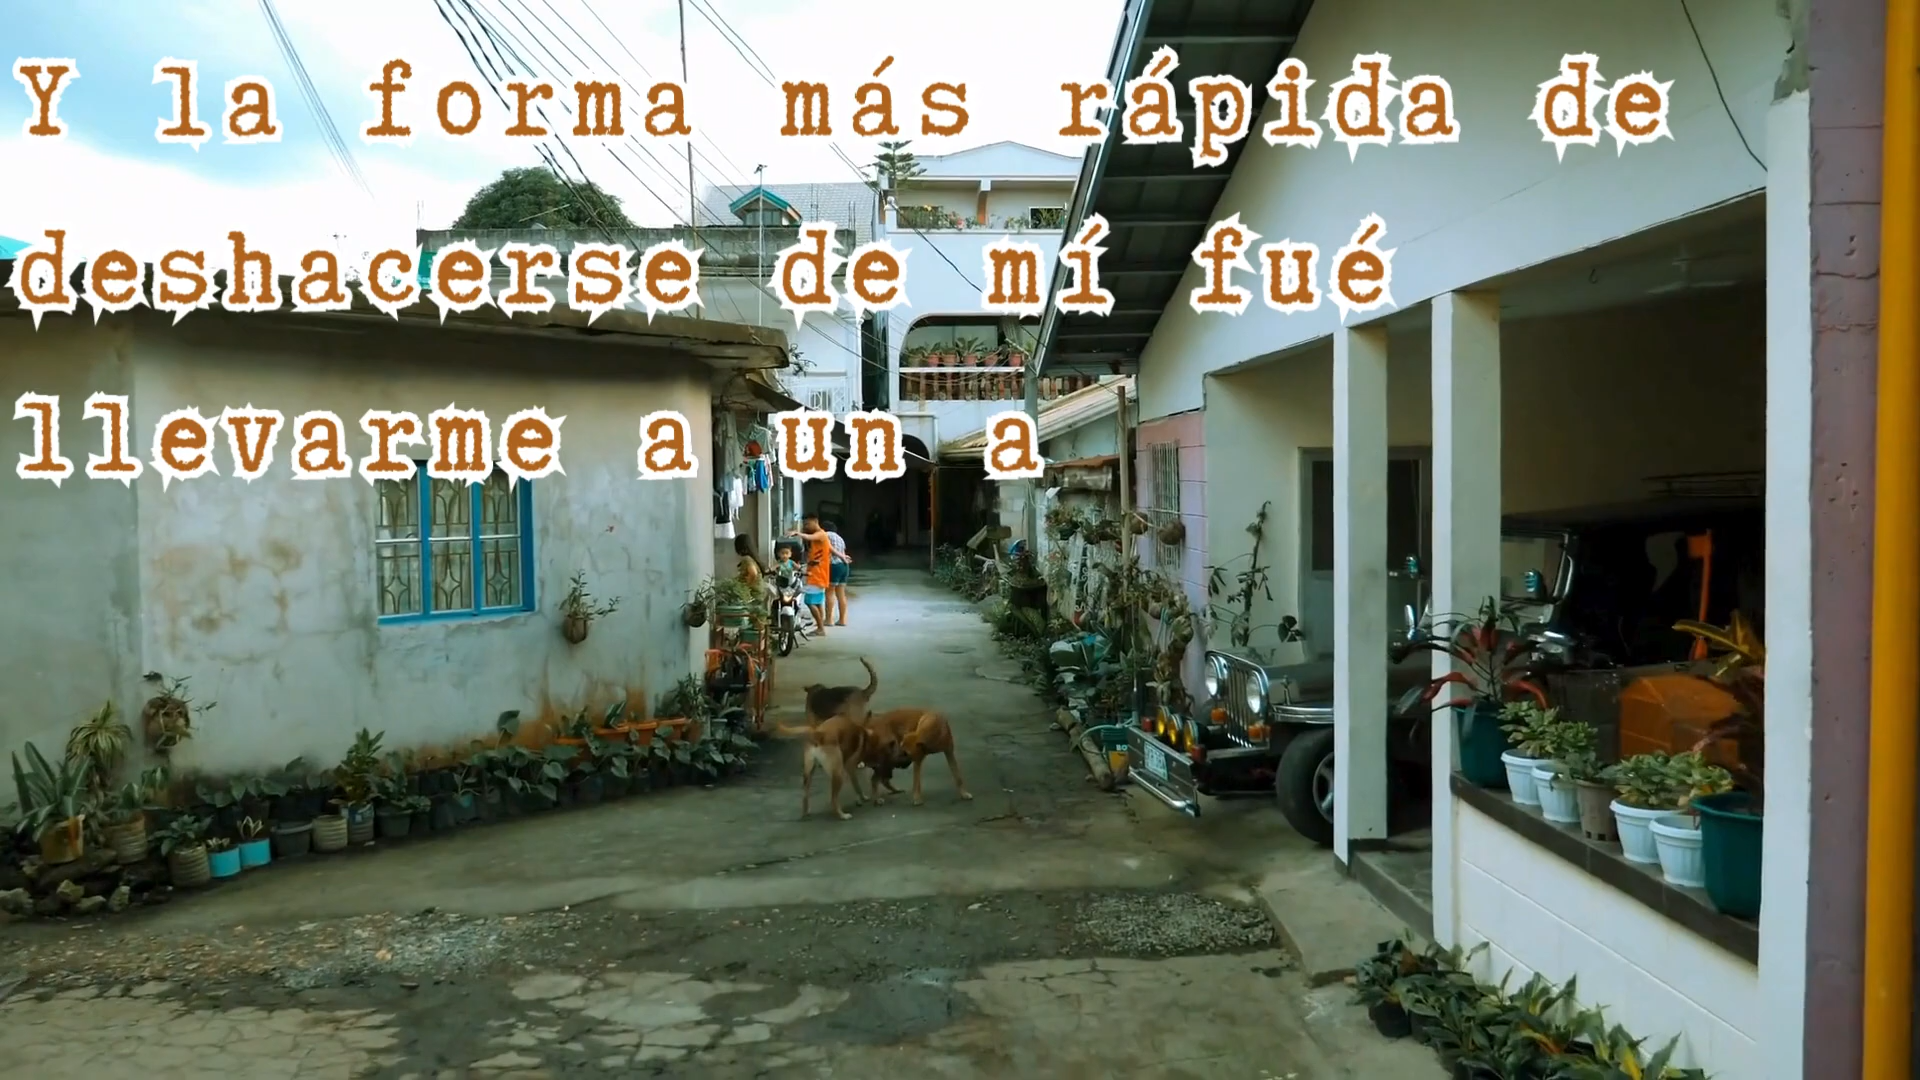 Y la forma más rápida de
deshacerse de mí fué
llevarme a un a